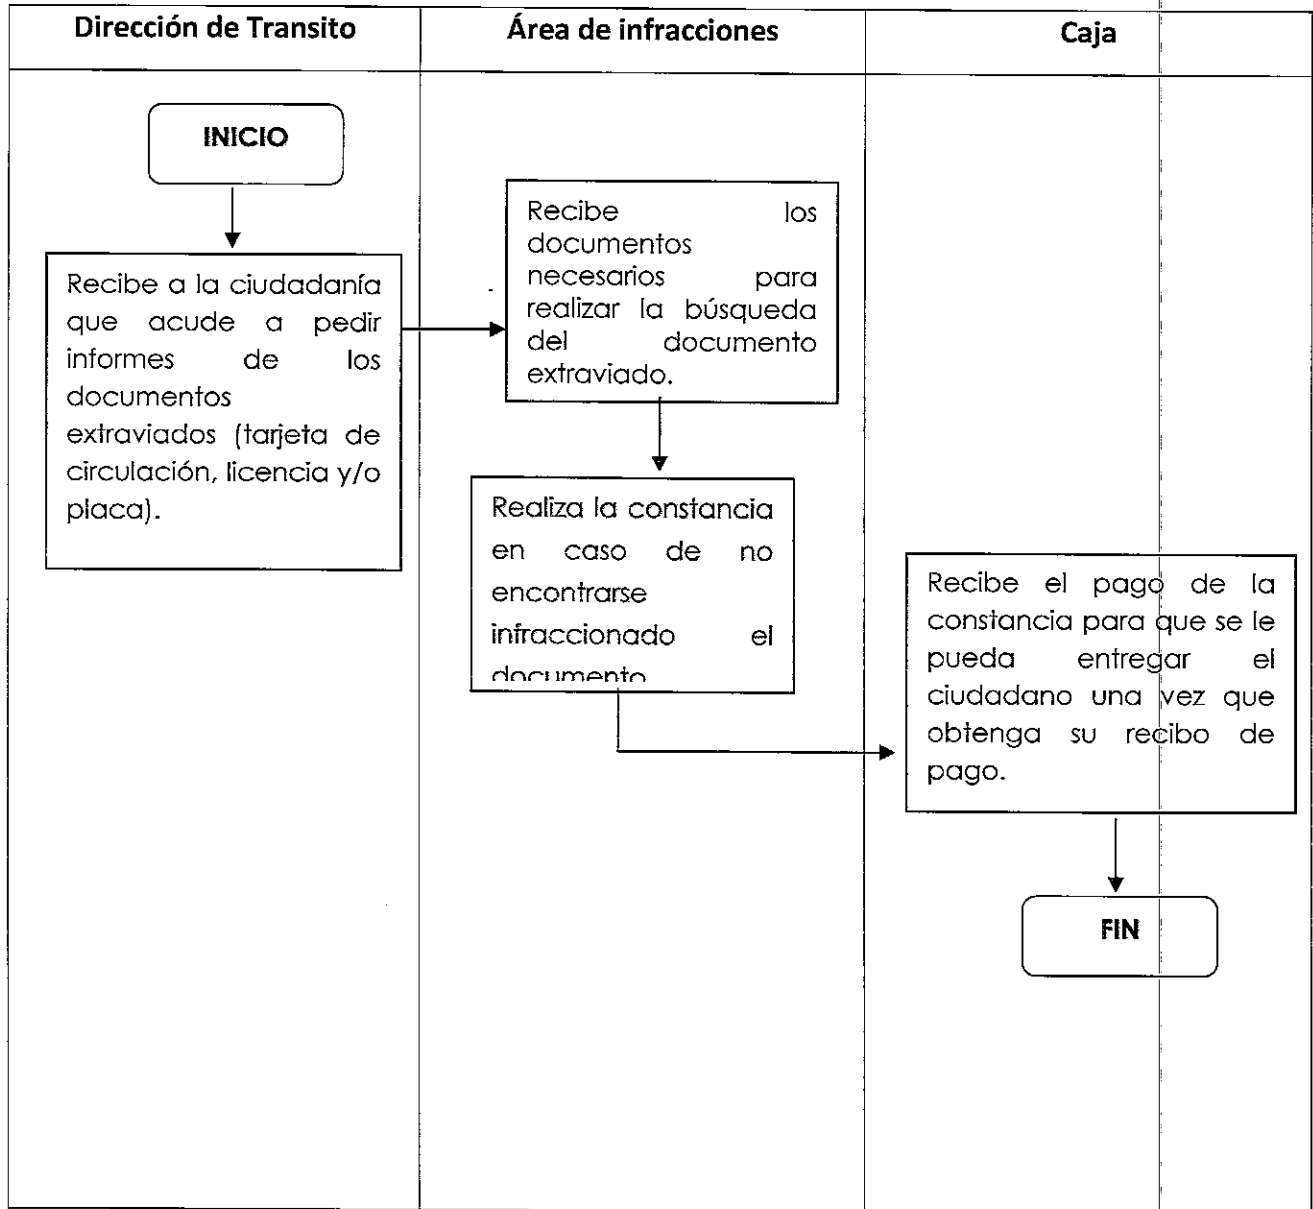 Dirección de Transito
Área de infracciones
Caja
INICIO
Recibe a la ciudadanía
que acude a pedir
informes de los
documentos
extraviados (tarjeta de
circulación, licencia y/o
placa).
Recibe los
documentos
necesarios para
realizar la búsqueda
del documento
extraviado.
Realiza la constancia
en caso de no
encontrarse
infraccionado el
documento
Recibe el pago de la
constancia para que se le
pueda entregar el
ciudadano una vez que
obtenga su recibo de
pago.
FIN